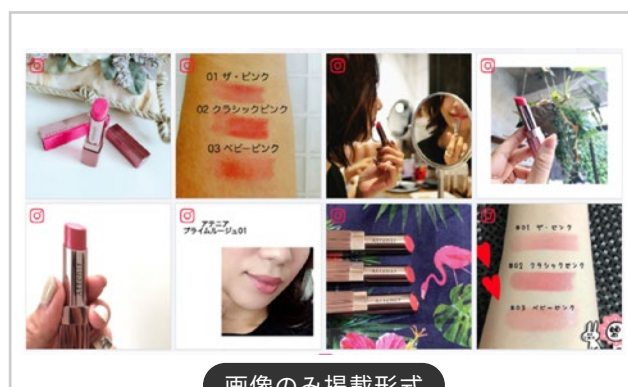 01 ザ・ピンク
02 クラシックピンク
03 ベビーピンク
アテニア
プライムルージュ01
#01 ザ・ピンク
#02 クラシックピンク
#03 ベビーピンク
画像のみ掲載形式